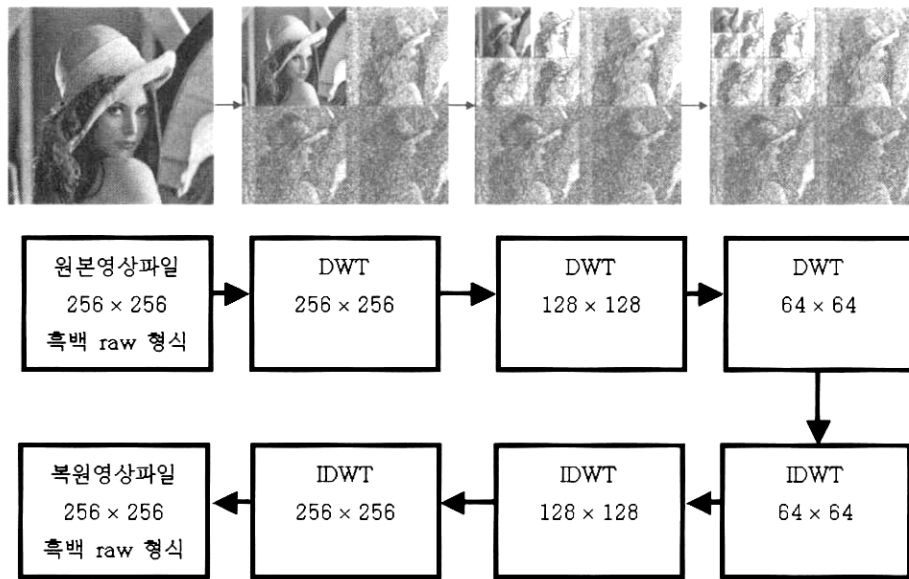 원본영상파일
256 × 256
흑백 raw 형식
DWT
256 × 256
DWT
128 × 128
DWT
64 × 64
복원영상파일
256 × 256
흑백 raw 형식
IDWT
256 × 256
IDWT
128 × 128
IDWT
64 × 64